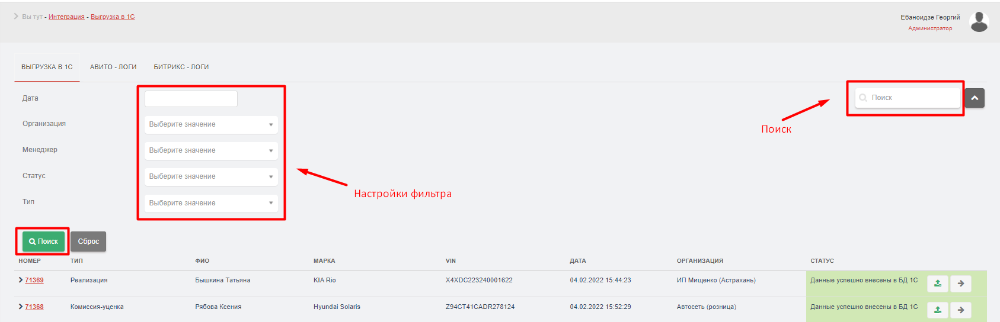 Вы тут - Интеграция - Выгрузка в 1С
Ебаноидзе Георгий
Администратор
ВЫГРУЗКА В 1С АВИТО - ЛОГИ БИТРИКС - ЛОГИ
Дата
Поиск
Организация Выберите значение
Поиск
Менеджер Выберите значение
Статус Выберите значение
Настройки фильтра
Тип Выберите значение
Поиск Сброс
НОМЕР ТИП ФИО МАРКА VIN ДАТА ОРГАНИЗАЦИЯ СТАТУС
71369 Реализация Бышкина Татьяна KIA Rio X4XDC223240001622 04.02.2022 15:44:23 ИП Мищенко (Астрахань) Данные успешно внесены в БД 1С
71368 Комиссия-уценка Рябова Ксения Hyundai Solaris Z94CT41CADR278124 04.02.2022 15:52:29 Автосеть (розница) Данные успешно внесены в БД 1С